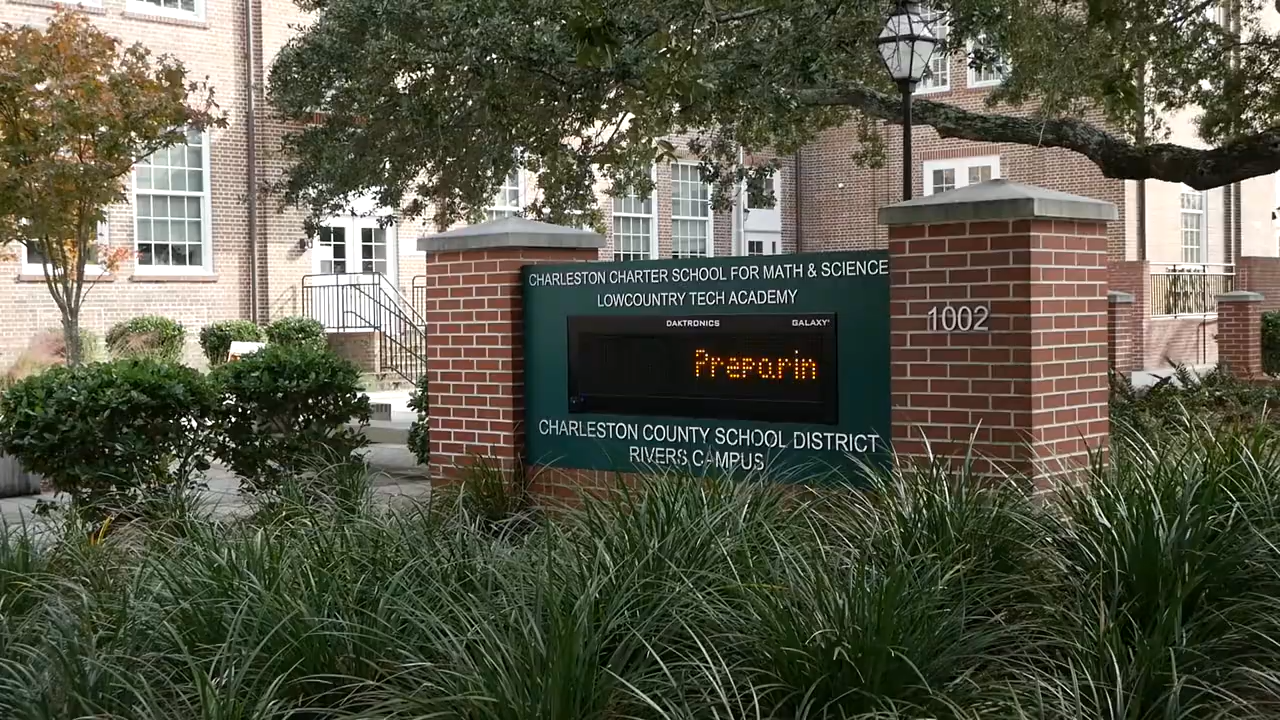 CHARLESTON CHARTER SCHOOL FOR MATH & SCIENCE
LOWCOUNTRY TECH ACADEMY
DAKTRONICS GALAXY
Preparin
CHARLESTON COUNTY SCHOOL DISTRICT
RIVERS CAMPUS
1002